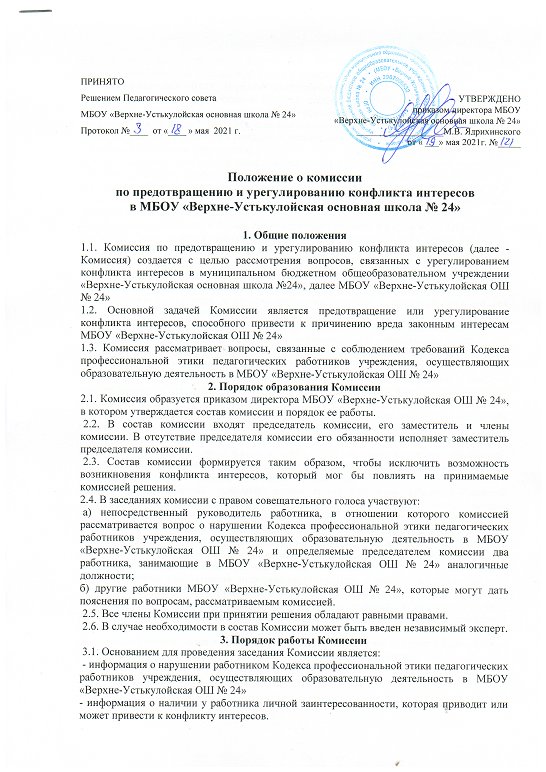 ПРИНЯТО
Решением Педагогического совета
МБОУ «Верхне-Устькулойская основная школа № 24»
Протокол № 3 от « 18 » мая 2021 г.
УТВЕРЖДЕНО
приказом директора МБОУ
«Верхне-Устькулойская основная школа № 24»
М.В. Ядрихинского
от « 19 » мая 2021г. № 121
Положение о комиссии
по предотвращению и урегулированию конфликта интересов
в МБОУ «Верхне-Устькулойская основная школа № 24»
1. Общие положения
1.1. Комиссия по предотвращению и урегулированию конфликта интересов (далее -
Комиссия) создается с целью рассмотрения вопросов, связанных с урегулированием
конфликта интересов в муниципальном бюджетном общеобразовательном учреждении
«Верхне-Устькулойская основная школа №24», далее МБОУ «Верхне-Устькулойская ОШ
№ 24»
1.2. Основной задачей Комиссии является предотвращение или урегулирование
конфликта интересов, способного привести к причинению вреда законным интересам
МБОУ «Верхне-Устькулойская ОШ № 24»
1.3. Комиссия рассматривает вопросы, связанные с соблюдением требований Кодекса
профессиональной этики педагогических работников учреждения, осуществляющих
образовательную деятельность в МБОУ «Верхне-Устькулойская ОШ № 24»
2. Порядок образования Комиссии
2.1. Комиссия образуется приказом директора МБОУ «Верхне-Устькулойская ОШ № 24»,
в котором утверждается состав комиссии и порядок ее работы.
2.2. В состав комиссии входят председатель комиссии, его заместитель и члены
комиссии. В отсутствие председателя комиссии его обязанности исполняет заместитель
председателя комиссии.
2.3. Состав комиссии формируется таким образом, чтобы исключить возможность
возникновения конфликта интересов, который мог бы повлиять на принимаемые
комиссией решения.
2.4. В заседаниях комиссии с правом совещательного голоса участвуют:
а) непосредственный руководитель работника, в отношении которого комиссией
рассматривается вопрос о нарушении Кодекса профессиональной этики педагогических
работников учреждения, осуществляющих образовательную деятельность в МБОУ
«Верхне-Устькулойская ОШ № 24» и определяемые председателем комиссии два
работника, занимающие в МБОУ «Верхне-Устькулойская ОШ № 24» аналогичные
должности;
б) другие работники МБОУ «Верхне-Устькулойская ОШ № 24», которые могут дать
пояснения по вопросам, рассматриваемым комиссией.
2.5. Все члены Комиссии при принятии решения обладают равными правами.
2.6. В случае необходимости в состав Комиссии может быть введен независимый эксперт.
3. Порядок работы Комиссии
3.1. Основанием для проведения заседания Комиссии является:
- информация о нарушении работником Кодекса профессиональной этики педагогических
работников учреждения, осуществляющих образовательную деятельность в МБОУ
«Верхне-Устькулойская ОШ № 24»
- информация о наличии у работника личной заинтересованности, которая приводит или
может привести к конфликту интересов.